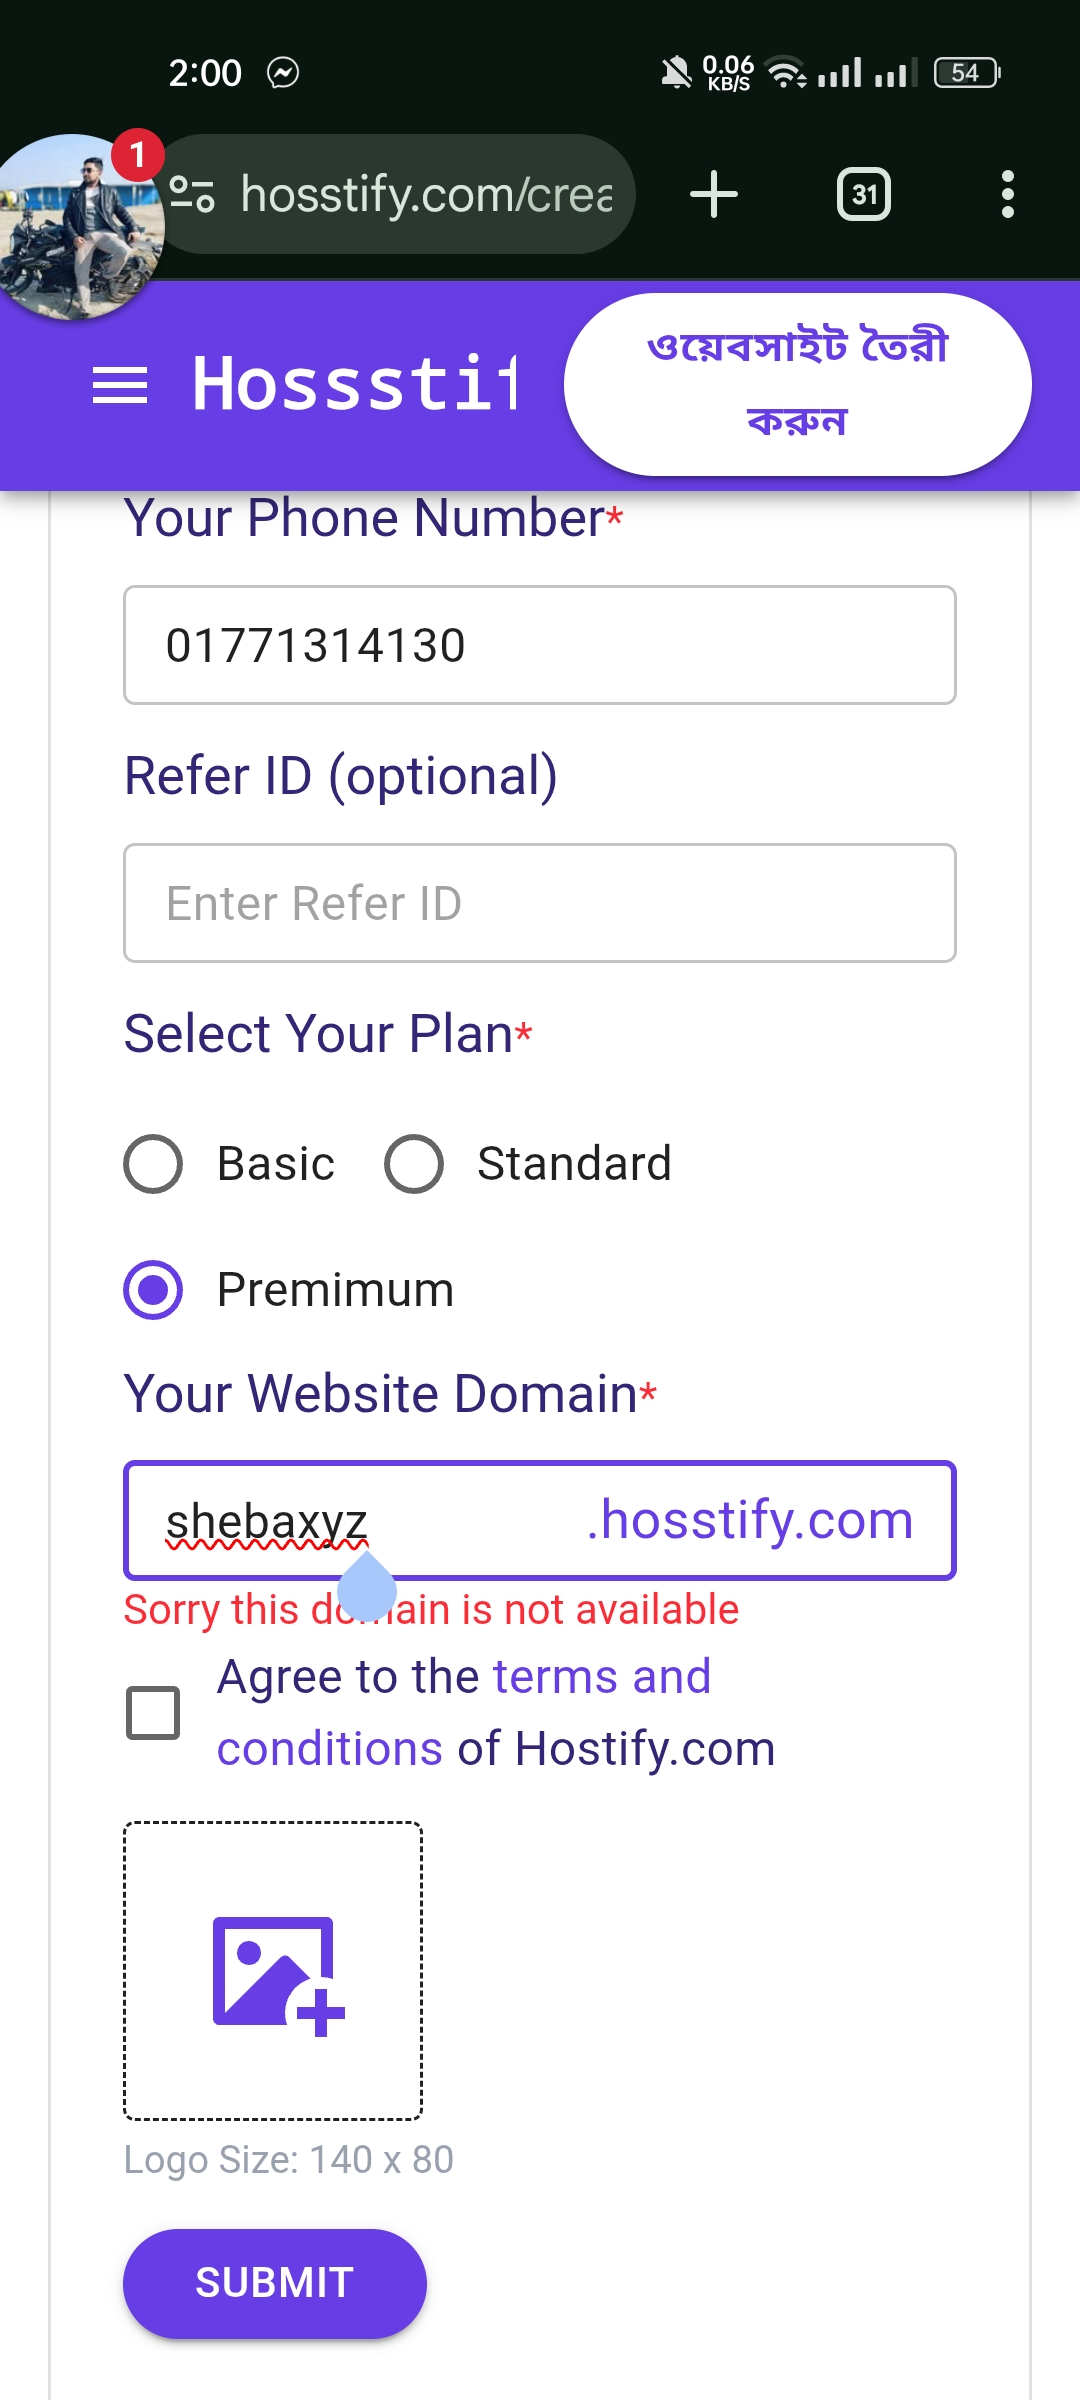 2:00
0.06
KB/S
54
1
hosstify.com/crea
31
Hossstif
ওয়েবসাইট তৈরী
করুন
Your Phone Number*
01771314130
Refer ID (optional)
Enter Refer ID
Select Your Plan*
Basic
Standard
Premimum
Your Website Domain*
shebaxyz
.hosstify.com
Sorry this domain is not available
Agree to the terms and
conditions of Hostify.com
Logo Size: 140 x 80
SUBMIT